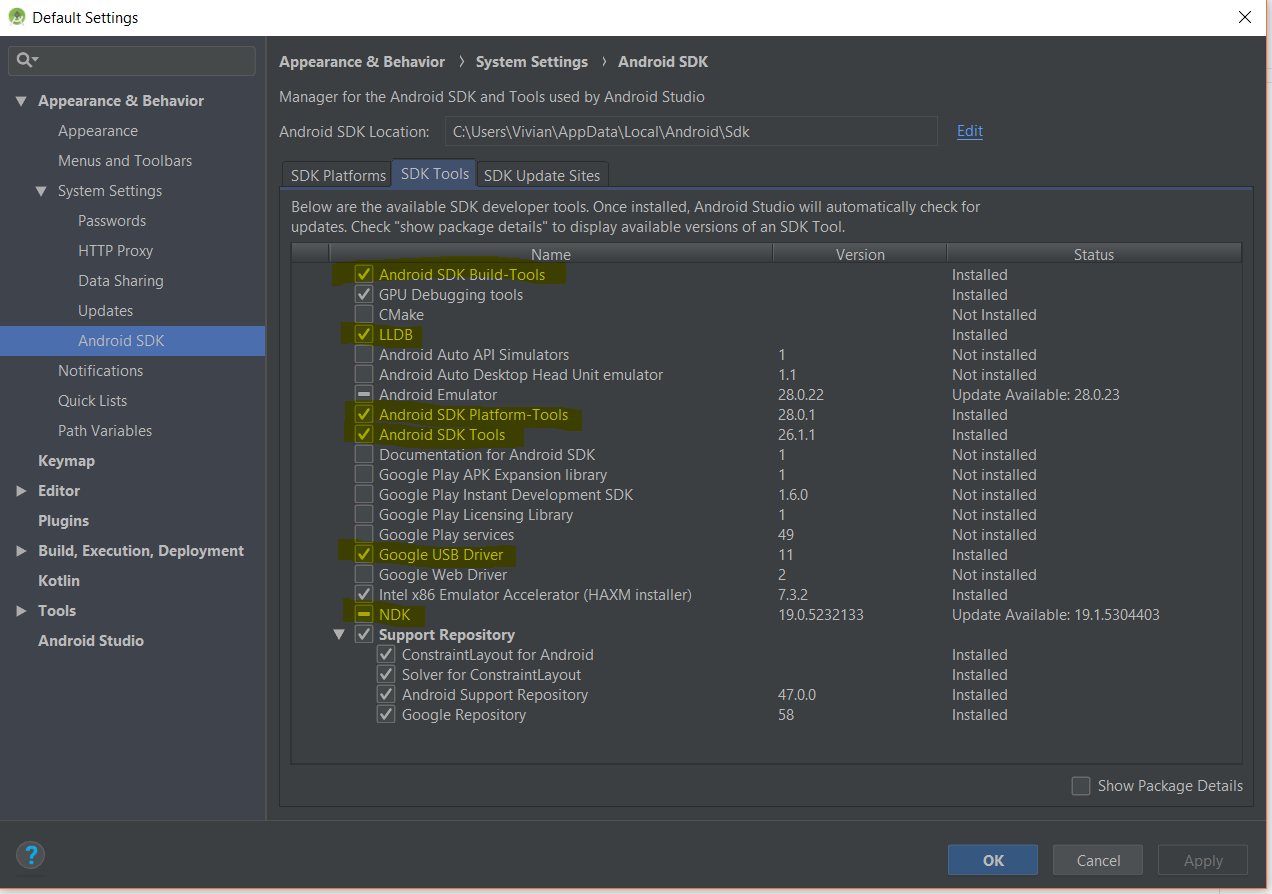 Default Settings
Appearance & Behavior
Appearance
Menus and Toolbars
System Settings
Passwords
HTTP Proxy
Data Sharing
Updates
Android SDK
Notifications
Quick Lists
Path Variables
Keymap
Editor
Plugins
Build, Execution, Deployment
Kotlin
Tools
Android Studio
Appearance & Behavior › System Settings › Android SDK
Manager for the Android SDK and Tools used by Android Studio
Android SDK Location: C:\Users\Vivian\AppData\Local\Android\Sdk Edit
SDK Platforms SDK Tools SDK Update Sites
Below are the available SDK developer tools. Once installed, Android Studio will automatically check for
updates. Check "show package details" to display available versions of an SDK Tool.
Name Version Status
Android SDK Build-Tools Installed
GPU Debugging tools Installed
CMake Not Installed
LLDB Installed
Android Auto API Simulators 1 Not installed
Android Auto Desktop Head Unit emulator 1.1 Not installed
Android Emulator 28.0.22 Update Available: 28.0.23
Android SDK Platform-Tools 28.0.1 Installed
Android SDK Tools 26.1.1 Installed
Documentation for Android SDK 1 Not installed
Google Play APK Expansion library 1 Not installed
Google Play Instant Development SDK 1.6.0 Not installed
Google Play Licensing Library 1 Not installed
Google Play services 49 Not installed
Google USB Driver 11 Installed
Google Web Driver 2 Not installed
Intel x86 Emulator Accelerator (HAXM installer) 7.3.2 Installed
NDK 19.0.5232133 Update Available: 19.1.5304403
Support Repository
ConstraintLayout for Android Installed
Solver for ConstraintLayout Installed
Android Support Repository 47.0.0 Installed
Google Repository 58 Installed
Show Package Details
? OK Cancel Apply